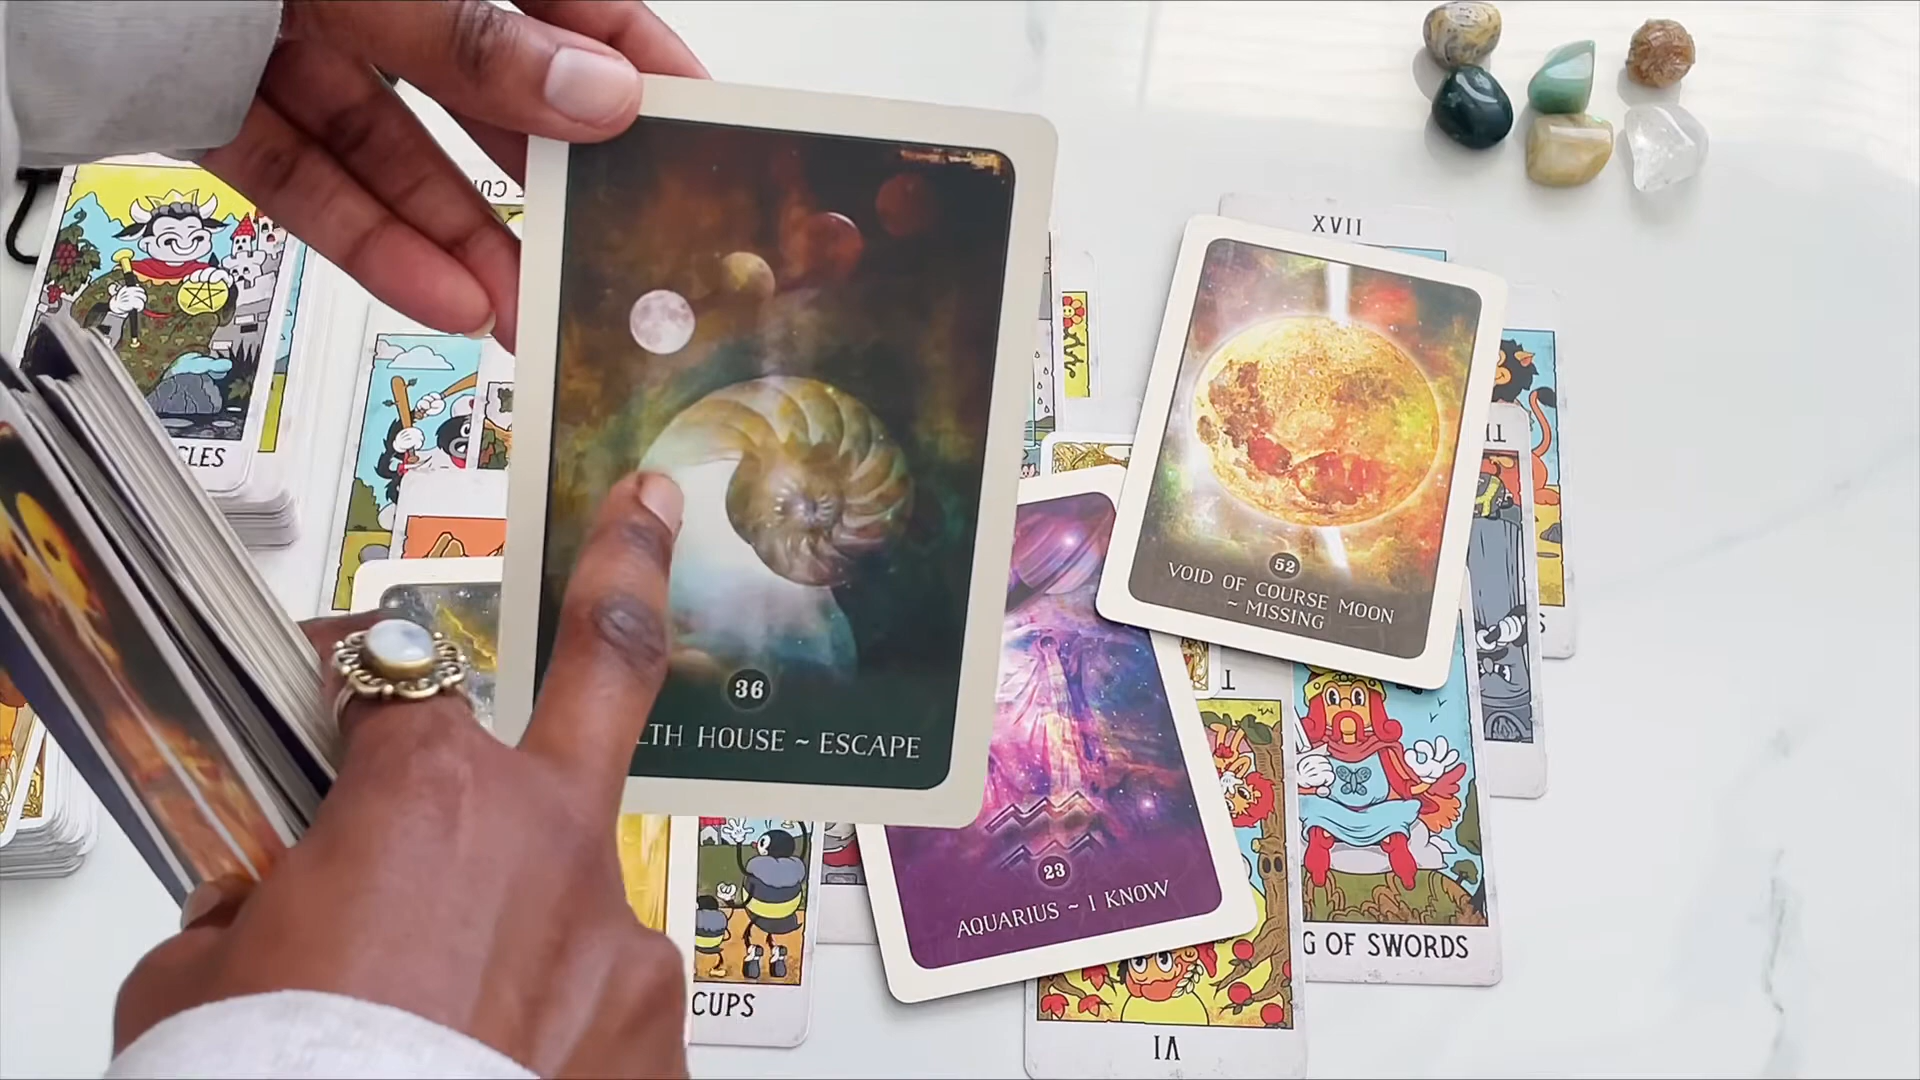 XVII
CLES
52
VOID OF COURSE MOON
~ MISSING
36
LTH HOUSE ~ ESCAPE
23
AQUARIUS ~ I KNOW
G OF SWORDS
CUPS
VI